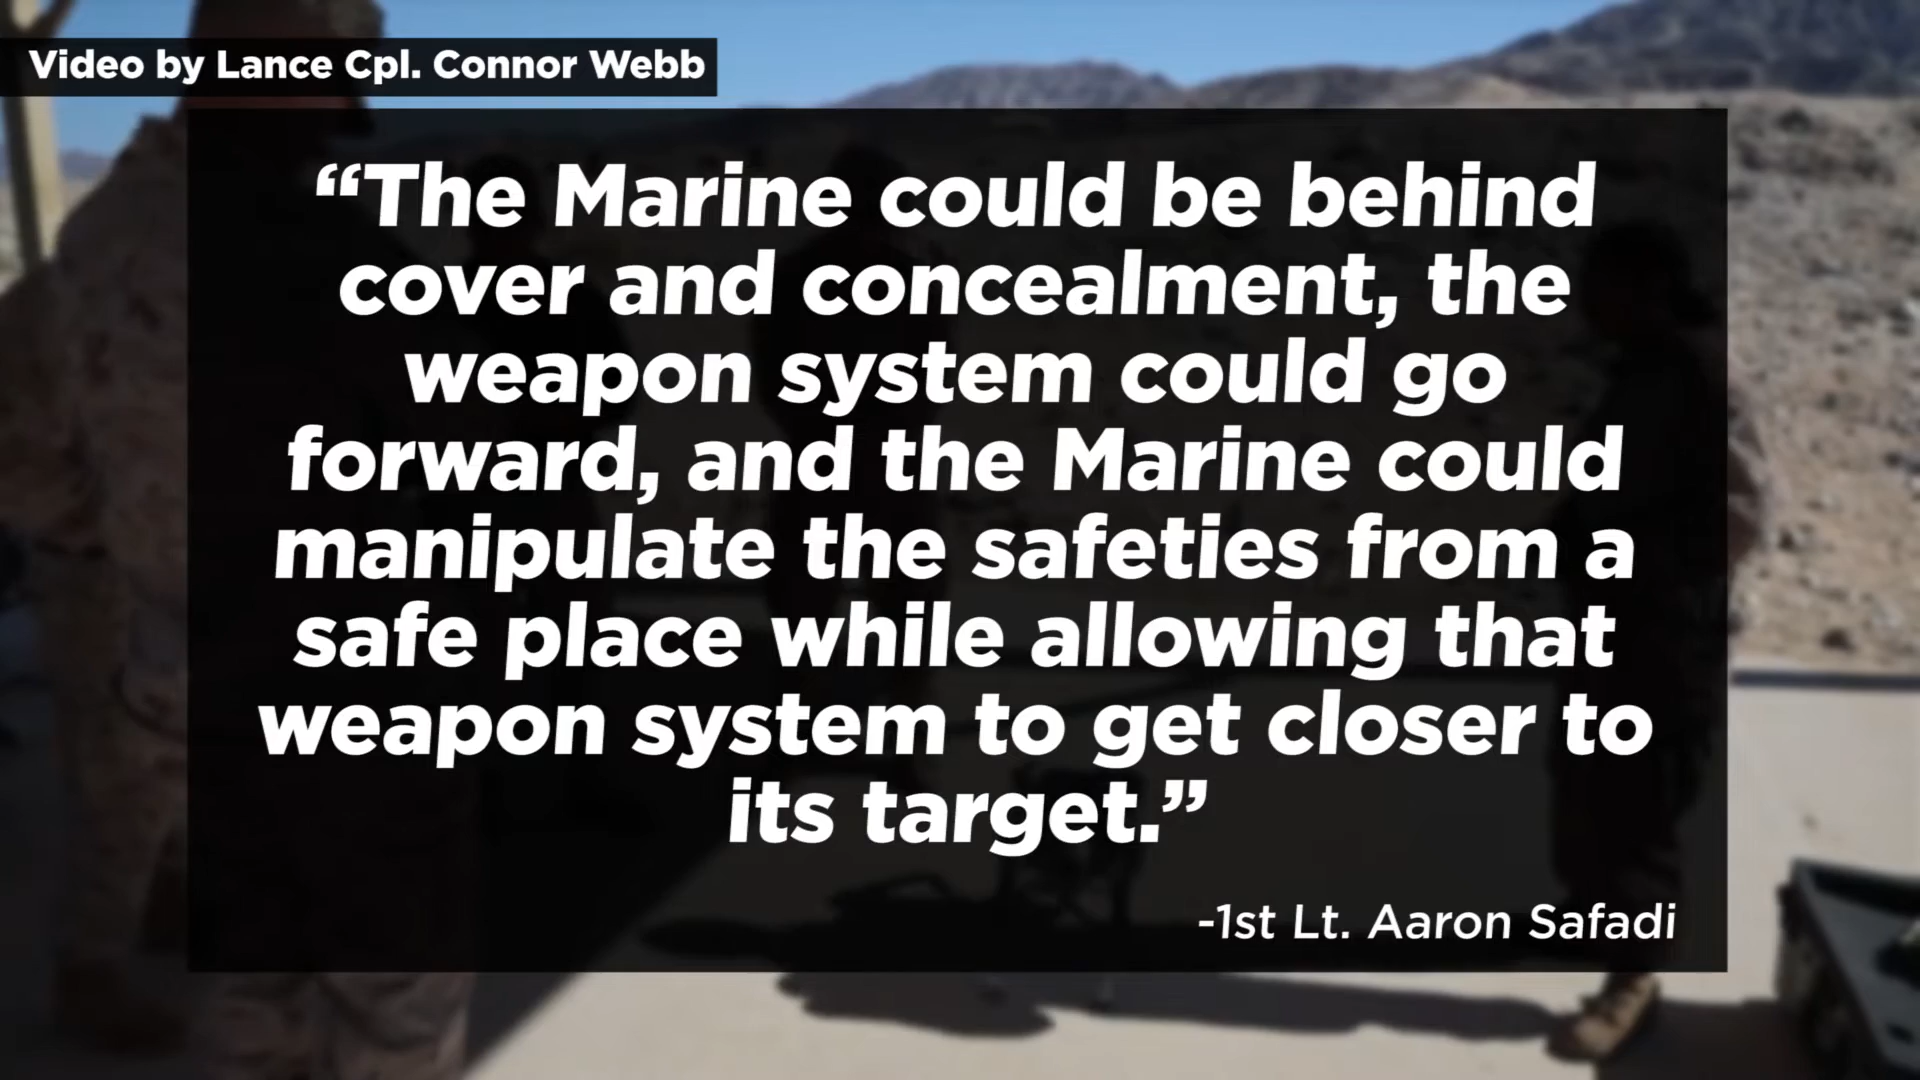 Video by Lance Cpl. Connor Webb
“The Marine could be behind
cover and concealment, the
weapon system could go
forward, and the Marine could
manipulate the safeties from a
safe place while allowing that
weapon system to get closer to
its target.”
-1st Lt. Aaron Safadi